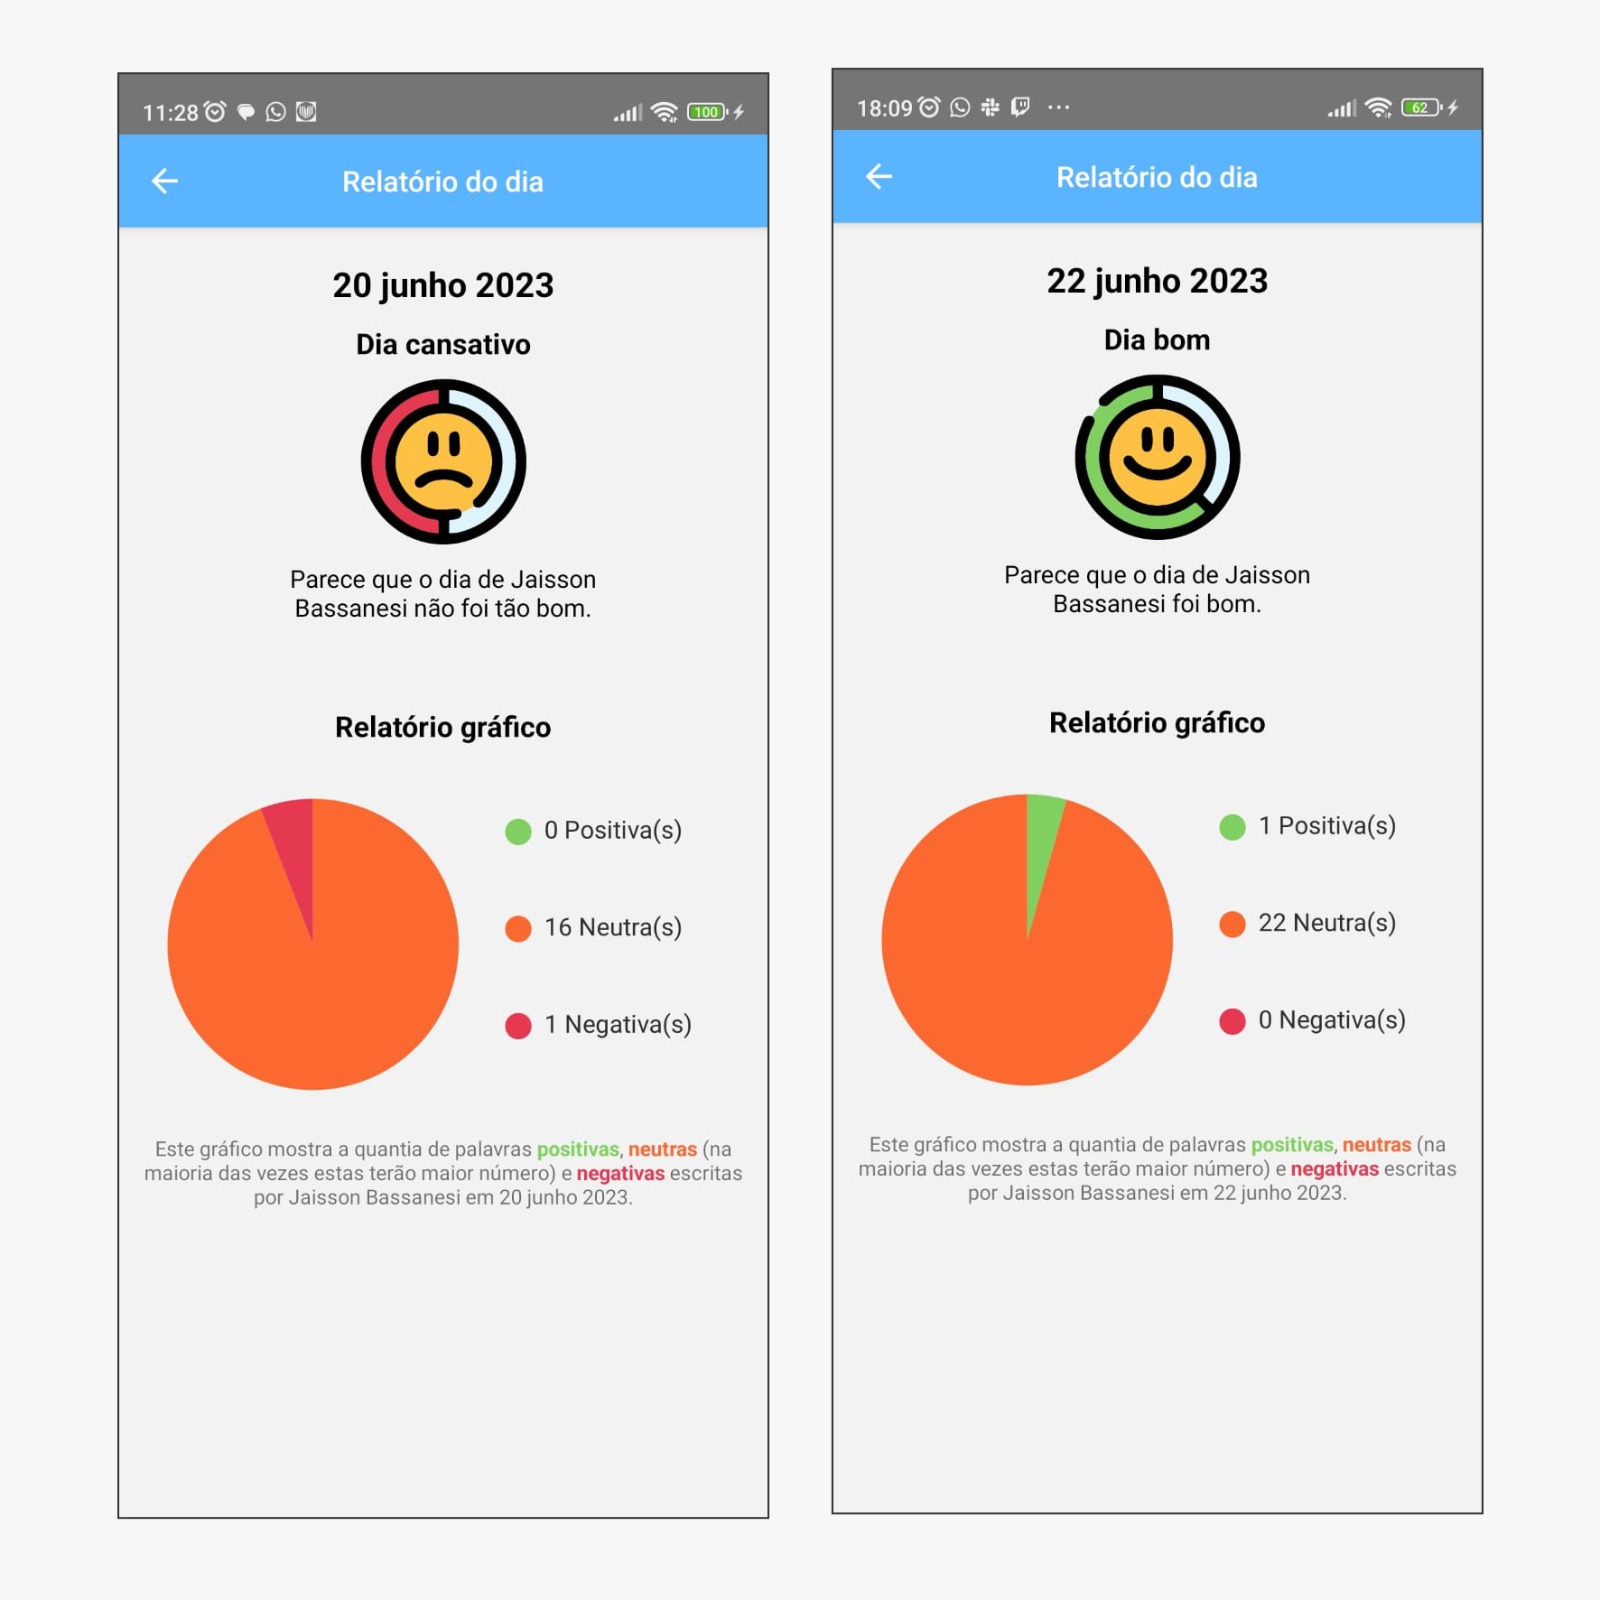 11:28
100
Relatório do dia
20 junho 2023
Dia cansativo
Parece que o dia de Jaisson
Bassanesi não foi tão bom.
Relatório gráfico
0 Positiva(s)
16 Neutra(s)
1 Negativa(s)
Este gráfico mostra a quantia de palavras positivas, neutras (na
maioria das vezes estas terão maior número) e negativas escritas
por Jaisson Bassanesi em 20 junho 2023.
18:09
62
Relatório do dia
22 junho 2023
Dia bom
Parece que o dia de Jaisson
Bassanesi foi bom.
Relatório gráfico
1 Positiva(s)
22 Neutra(s)
0 Negativa(s)
Este gráfico mostra a quantia de palavras positivas, neutras (na
maioria das vezes estas terão maior número) e negativas escritas
por Jaisson Bassanesi em 22 junho 2023.